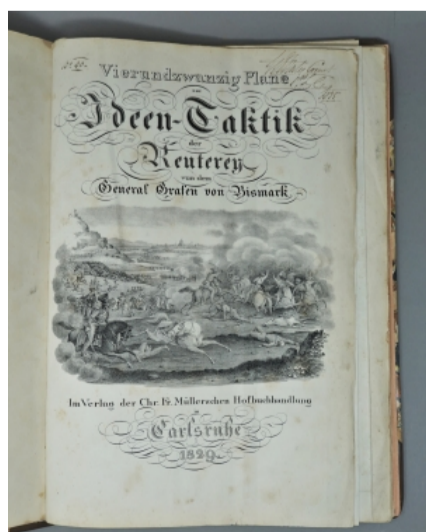 Vierundzwanzig Plane
zur
Ideen-Taktik
der
Reuterey
von dem
General Grafen von Bismark
Im Verlag der Chr. Fr. Müllerschen Hofbuchhandlung
Carlsruhe
1829